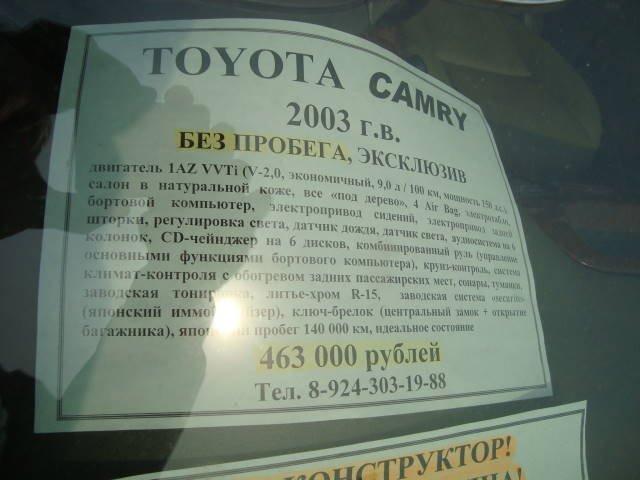 TOYOTA CAMRY
2003 г.в.
БЕЗ ПРОБЕГА, ЭКСКЛЮЗИВ
двигатель 1AZ VVTi (V-2,0, экономичный, 9,0 л / 100 км, мощность 150 л.с.),
салон в натуральной коже, все «под дерево», 4 Air Bag, электротабло,
бортовой компьютер, электропривод сидений, электропривод задней
шторки, регулировка света, датчик дождя, датчик света, аудиосистема на 6
колонок, CD-чейнджер на 6 дисков, комбинированный руль (управление
основными функциями бортового компьютера), круиз-контроль, система
климат-контроля с обогревом задних пассажирских мест, сонары, туманки,
заводская тонировка, литье-хром R-15, заводская система «security»
(японский иммобилайзер), ключ-брелок (центральный замок + открытие
багажника), японский пробег 140 000 км, идеальное состояние
463 000 рублей
Тел. 8-924-303-19-88
КОНСТРУКТОР!